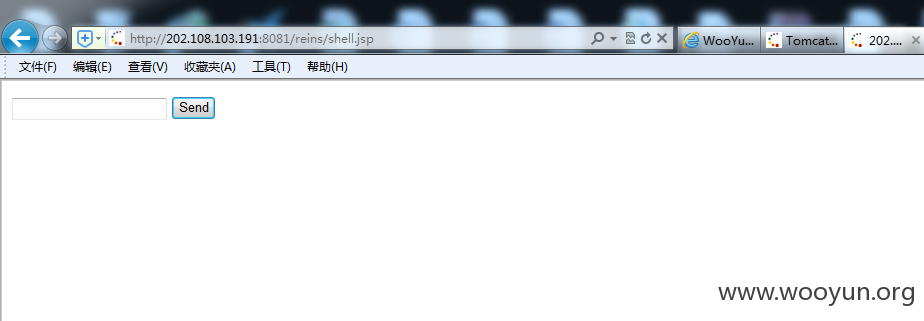 http://202.108.103.191:8081/reins/shell.jsp
WooYu...
Tomcat...
202....
文件(F) 编辑(E) 查看(V) 收藏夹(A) 工具(T) 帮助(H)
Send
www.wooyun.org